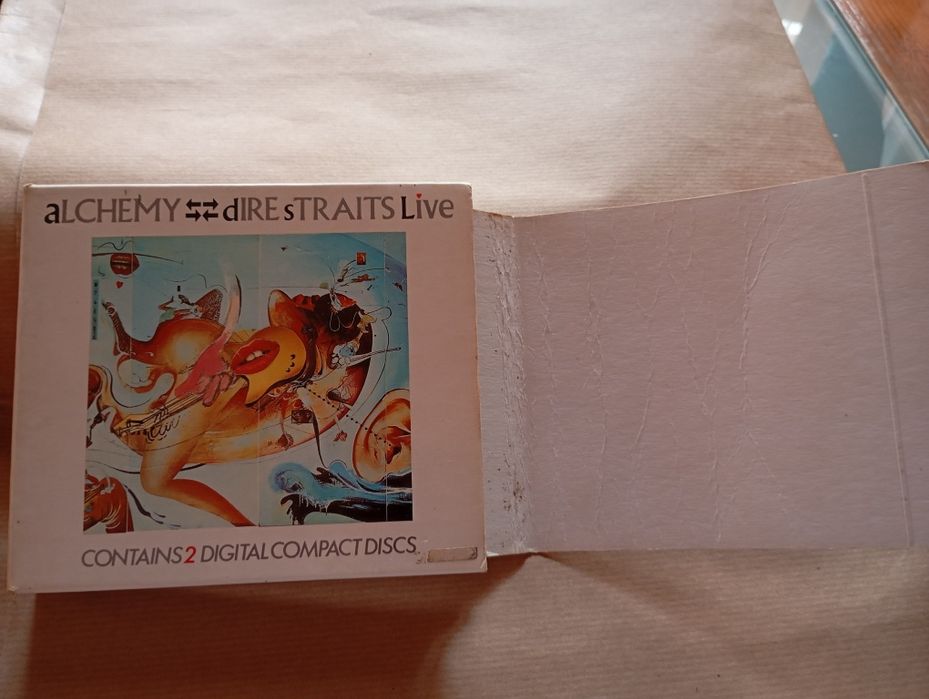 aLCHEMY dIRE sTRAITS Live
CONTAINS 2 DIGITAL COMPACT DISCS